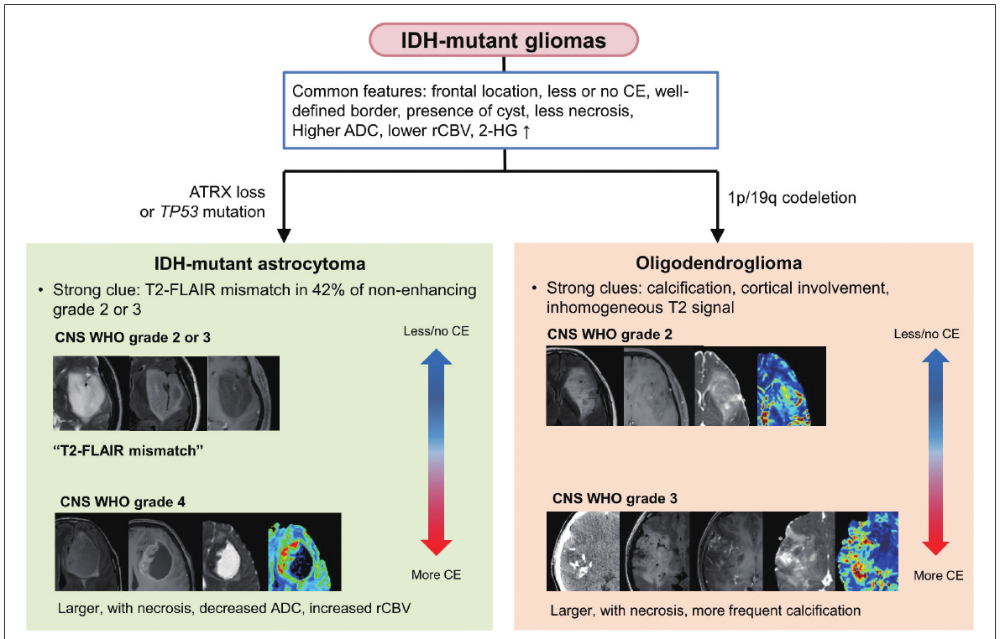 IDH-mutant gliomas
Common features: frontal location, less or no CE, well-
defined border, presence of cyst, less necrosis,
Higher ADC, lower rCBV, 2-HG ↑
ATRX loss
or TP53 mutation
1p/19q codeletion
IDH-mutant astrocytoma
• Strong clue: T2-FLAIR mismatch in 42% of non-enhancing
grade 2 or 3
Less/no CE
CNS WHO grade 2 or 3
“T2-FLAIR mismatch”
CNS WHO grade 4
More CE
Larger, with necrosis, decreased ADC, increased rCBV
Oligodendroglioma
• Strong clues: calcification, cortical involvement,
inhomogeneous T2 signal
CNS WHO grade 2
Less/no CE
CNS WHO grade 3
More CE
Larger, with necrosis, more frequent calcification